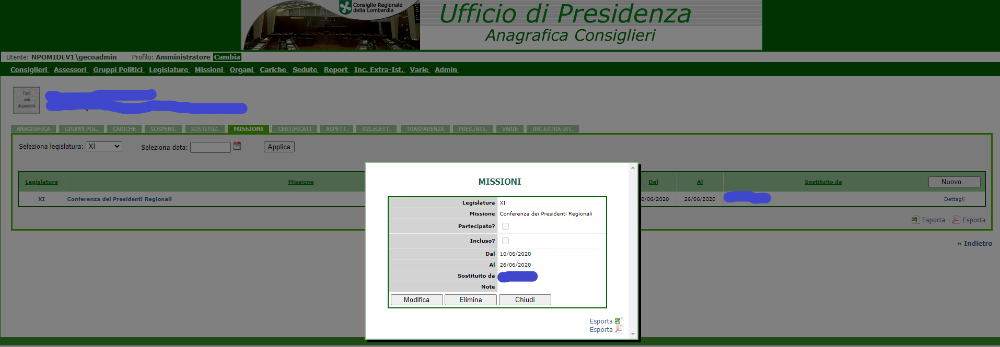 Consiglio Regionale
della Lombardia
Ufficio di Presidenza
Anagrafica Consiglieri
Utente: NPOMIDEV1\gecoadmin Profilo: Amministratore Cambia
Consiglieri Assessori Gruppi Politici Legislature Missioni Organi Cariche Sedute Report Inc. Extra-Ist. Varie Admin
Foto
non
disponibile
ANAGRAFICA GRUPPI POL. CARICHE SOSPENS. SOSTITUZ. MISSIONI CERTIFICATI ASPETT. RIS.ELETT. TRASPARENZA PRES./ASS. VARIE INC.EXTRA-IST.
Seleziona legislatura: XI Seleziona data: Applica
Legislatura Missione Dal Al Sostituito da Nuovo...
XI Conferenza dei Presidenti Regionali 0/06/2020 26/06/2020 Dettagli
Esporta - Esporta
« Indietro
MISSIONI
Legislatura XI
Missione Conferenza dei Presidenti Regionali
Partecipato?
Incluso?
Dal 10/06/2020
Al 26/06/2020
Sostituito da
Note
Modifica Elimina Chiudi
Esporta
Esporta